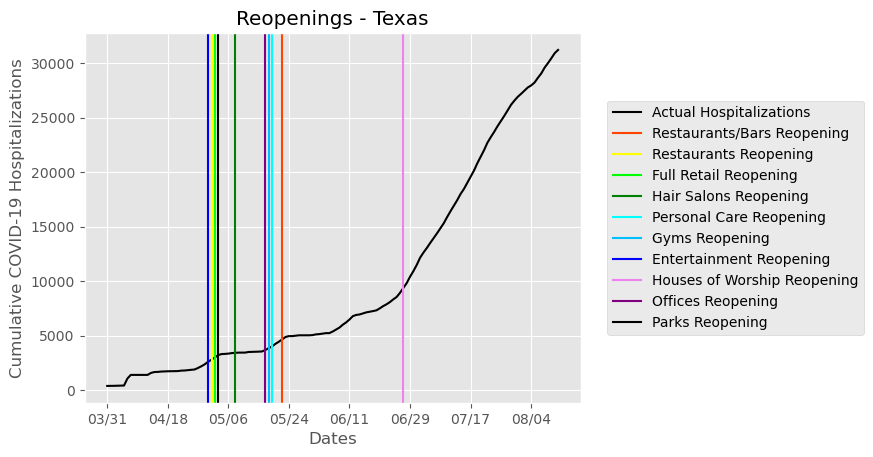 Reopenings - Texas
Cumulative COVID-19 Hospitalizations
30000
25000
20000
15000
10000
5000
0
03/31 04/18 05/06 05/24 06/11 06/29 07/17 08/04
Dates
Actual Hospitalizations
Restaurants/Bars Reopening
Restaurants Reopening
Full Retail Reopening
Hair Salons Reopening
Personal Care Reopening
Gyms Reopening
Entertainment Reopening
Houses of Worship Reopening
Offices Reopening
Parks Reopening